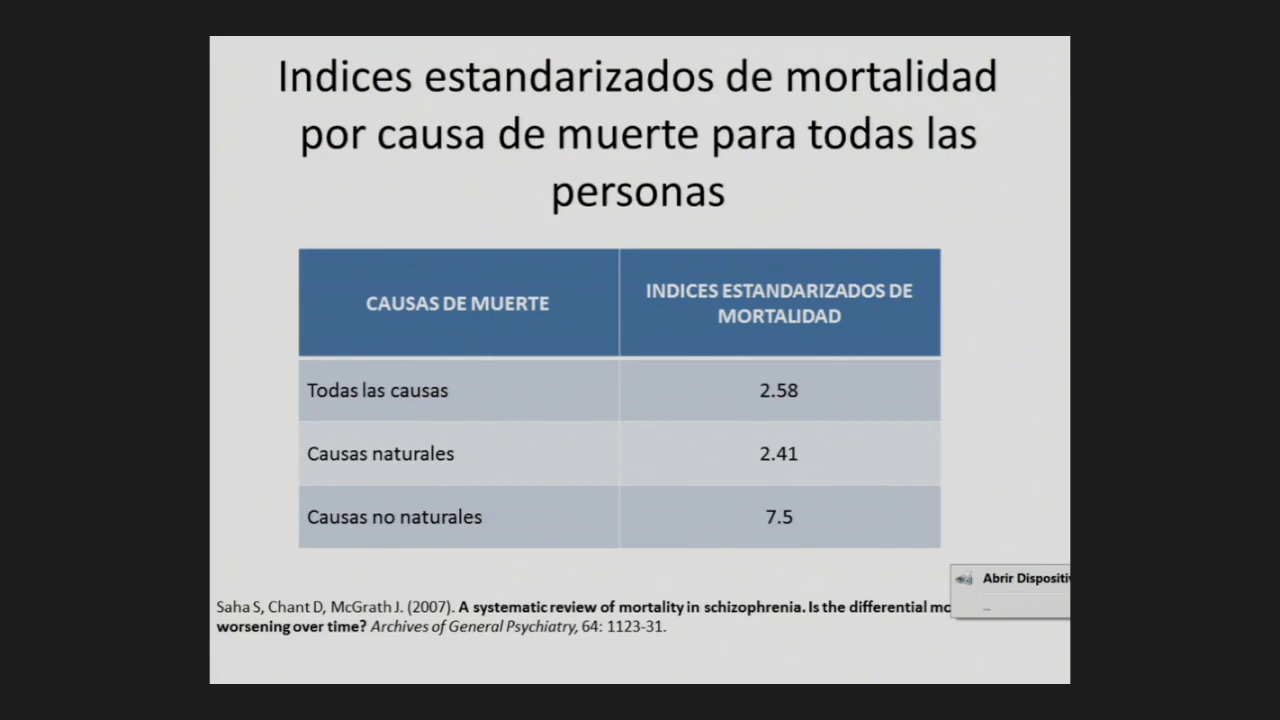 Indices estandarizados de mortalidad
por causa de muerte para todas las
personas
CAUSAS DE MUERTE
INDICES ESTANDARIZADOS DE
MORTALIDAD
Todas las causas
2.58
Causas naturales
2.41
Causas no naturales
7.5
Abrir
Saha S, Chant D, McGrath J. (2007). A systematic review of mortality in schizophrenia. Is the differential
worsening over time? Archives of General Psychiatry, 64: 1123-31.